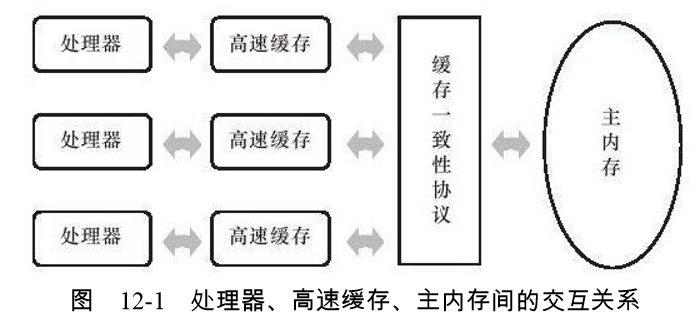 处理器
高速缓存
处理器
高速缓存
处理器
高速缓存
缓存一致性协议
主内存
图 12-1 处理器、高速缓存、主内存间的交互关系